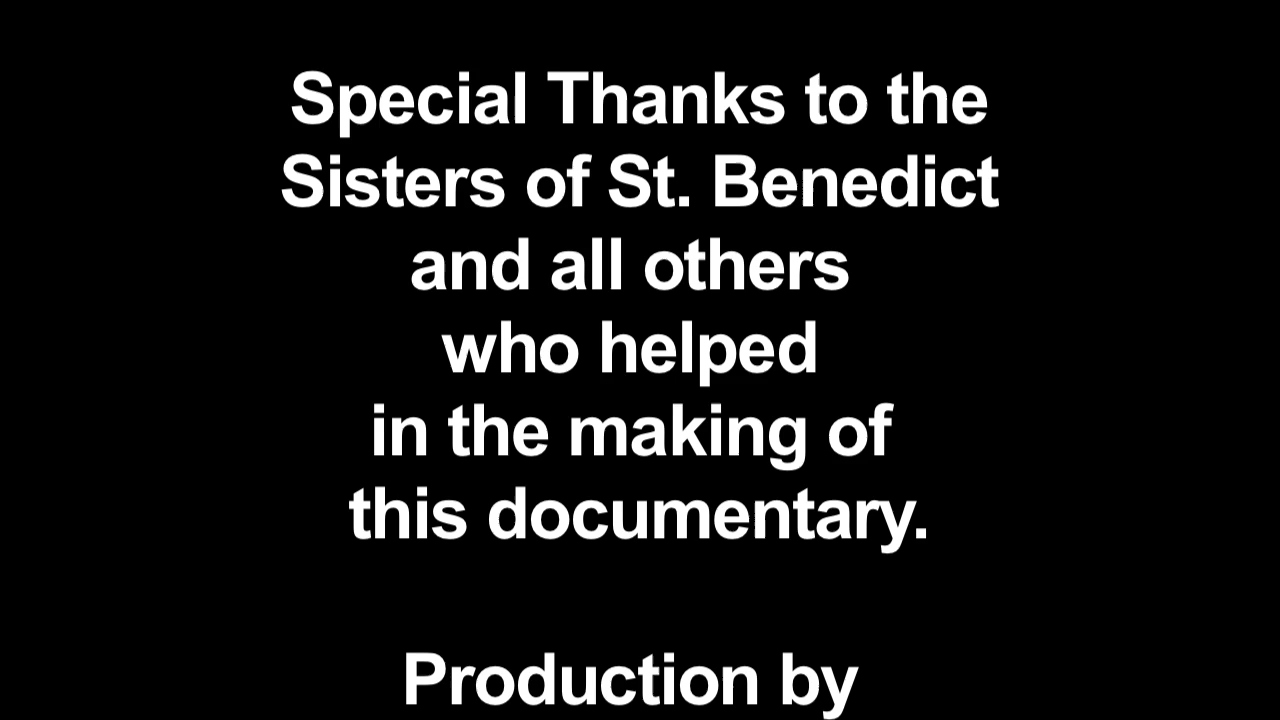 Special Thanks to the
Sisters of St. Benedict
and all others
who helped
in the making of
this documentary.
Production by